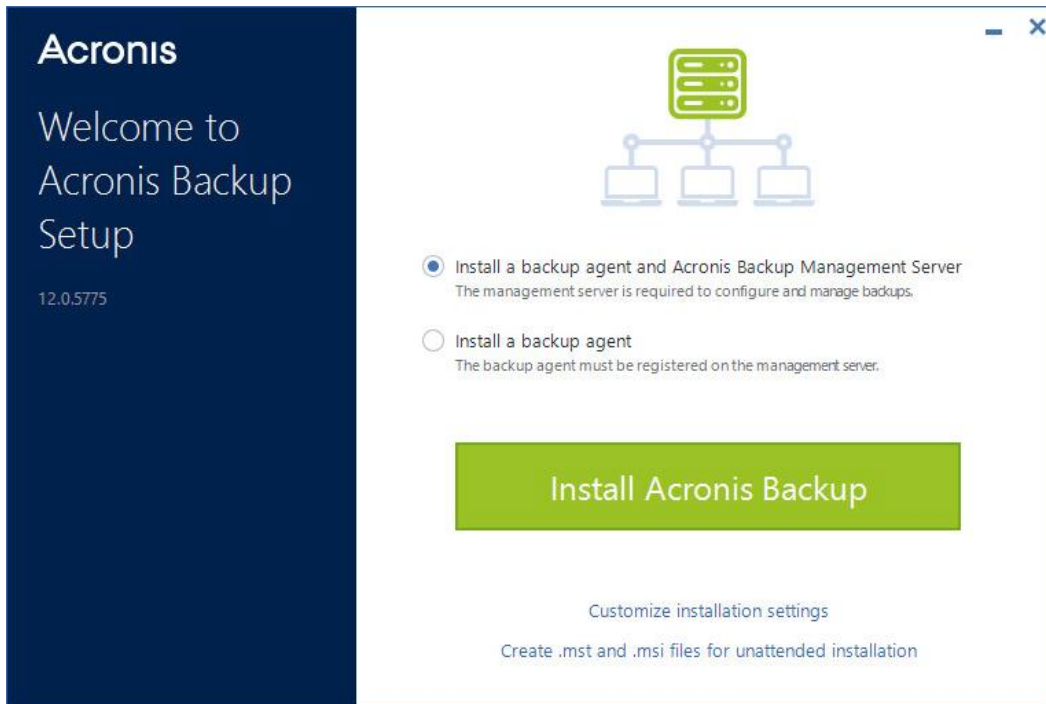 Acronis
Welcome to
Acronis Backup
Setup
12.0.5775
Install a backup agent and Acronis Backup Management Server
The management server is required to configure and manage backups.
Install a backup agent
The backup agent must be registered on the management server.
Install Acronis Backup
Customize installation settings
Create .mst and .msi files for unattended installation